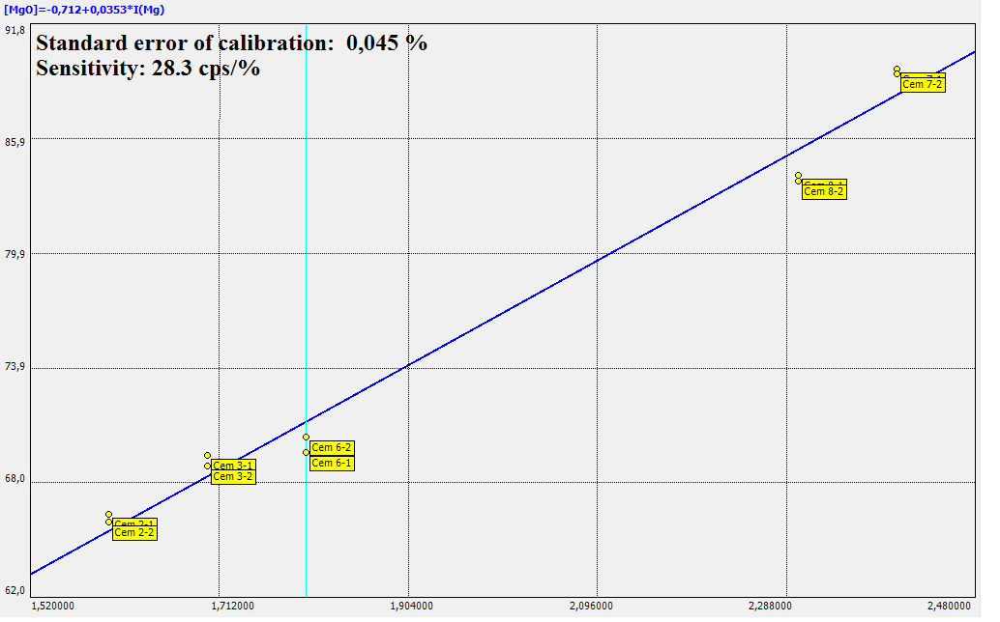 [MgO]=-0,712+0,0353*I(Mg)
91,8
Standard error of calibration: 0,045 %
Sensitivity: 28.3 cps/%
Cem 7-2
85,9
Cem 8-2
79,9
73,9
Cem 6-2
Cem 6-1
Cem 3-1
Cem 3-2
68,0
Cem 2-1
Cem 2-2
62,0
1,520000
1,712000
1,904000
2,096000
2,288000
2,480000